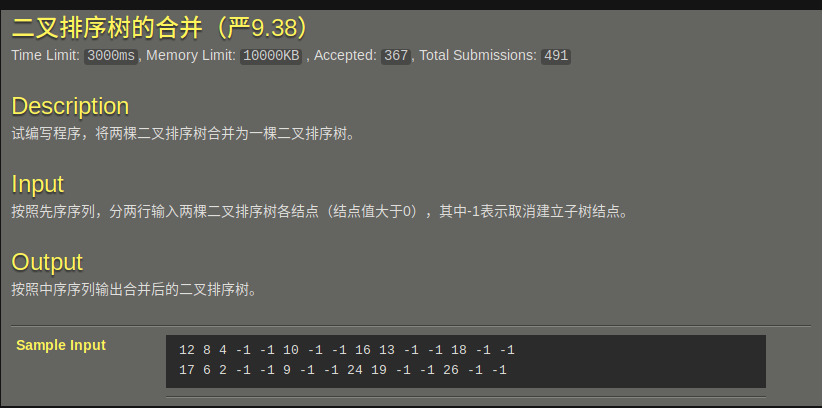 二叉排序树的合并（严9.38）
Time Limit: 3000ms, Memory Limit: 10000KB , Accepted: 367, Total Submissions: 491
Description
试编写程序，将两棵二叉排序树合并为一棵二叉排序树。
Input
按照先序序列，分两行输入两棵二叉排序树各结点（结点值大于0），其中-1表示取消建立子树结点。
Output
按照中序序列输出合并后的二叉排序树。
Sample Input
12 8 4 -1 -1 10 -1 -1 16 13 -1 -1 18 -1 -1
17 6 2 -1 -1 9 -1 -1 24 19 -1 -1 26 -1 -1